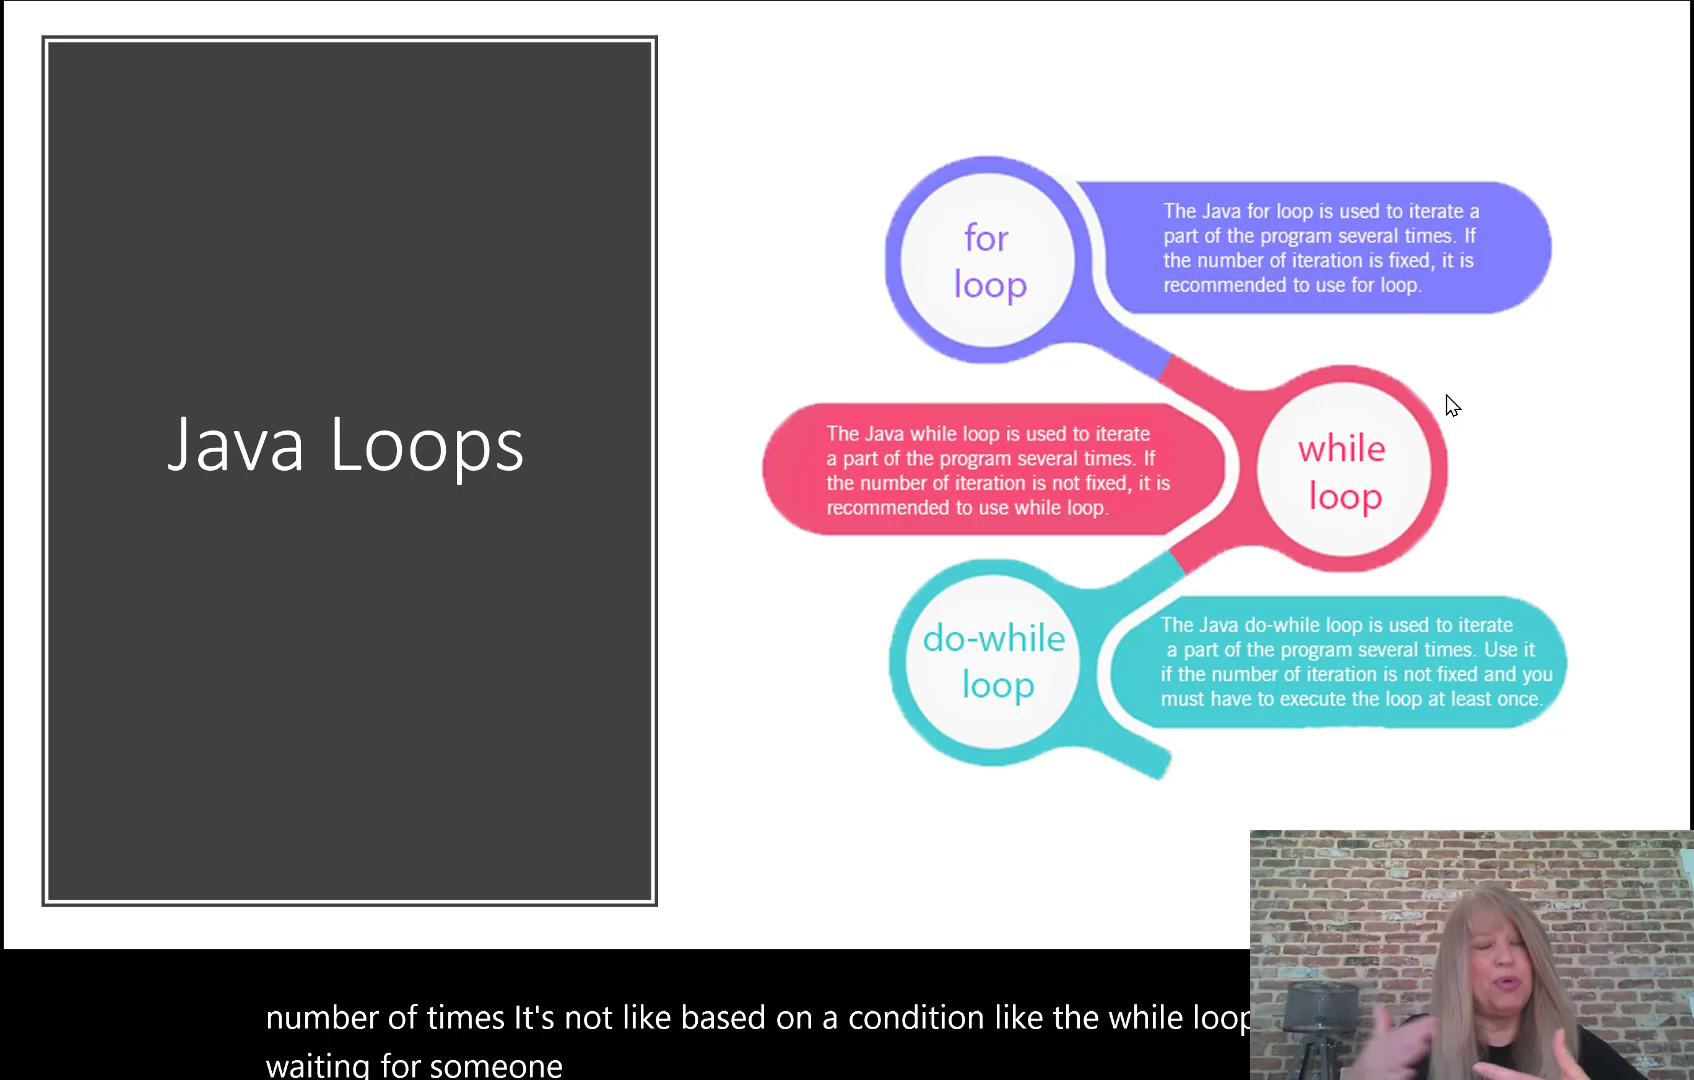 Java Loops
for
loop
The Java for loop is used to iterate a
part of the program several times. If
the number of iteration is fixed, it is
recommended to use for loop.
The Java while loop is used to iterate
a part of the program several times. If
the number of iteration is not fixed, it is
recommended to use while loop.
while
loop
do-while
loop
The Java do-while loop is used to iterate
a part of the program several times. Use it
if the number of iteration is not fixed and you
must have to execute the loop at least once.
number of times It's not like based on a condition like the while loop
waiting for someone